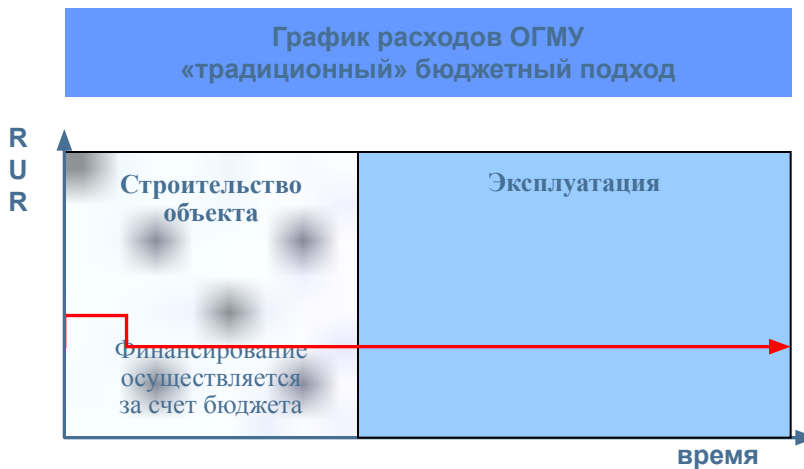 График расходов ОГМУ
«традиционный» бюджетный подход
R
U
R
Строительство
объекта
Эксплуатация
Финансирование
осуществляется
за счет бюджета
время